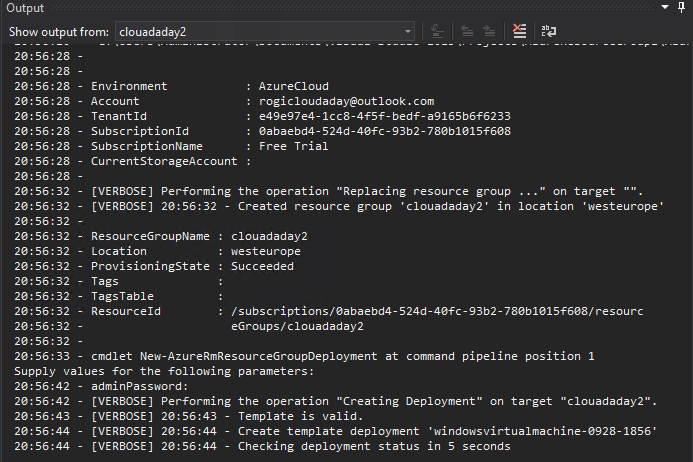 Output
Show output from: clouadaday2
20:56:28 -
20:56:28 -
20:56:28 - Environment : AzureCloud
20:56:28 - Account : rogicloudaday@outlook.com
20:56:28 - TenantId : e49e97e4-1cc8-4f5f-bedf-a9165b6f6233
20:56:28 - SubscriptionId : 0abaebd4-524d-40fc-93b2-780b1015f608
20:56:28 - SubscriptionName : Free Trial
20:56:28 - CurrentStorageAccount :
20:56:28 -
20:56:32 - [VERBOSE] Performing the operation "Replacing resource group ..." on target "".
20:56:32 - [VERBOSE] 20:56:32 - Created resource group 'clouadaday2' in location 'westeurope'
20:56:32 -
20:56:32 - ResourceGroupName : clouadaday2
20:56:32 - Location : westeurope
20:56:32 - ProvisioningState : Succeeded
20:56:32 - Tags :
20:56:32 - TagsTable :
20:56:32 - ResourceId : /subscriptions/0abaebd4-524d-40fc-93b2-780b1015f608/resourc
20:56:32 - eGroups/clouadaday2
20:56:32 -
20:56:33 - cmdlet New-AzureRmResourceGroupDeployment at command pipeline position 1
Supply values for the following parameters:
20:56:42 - adminPassword:
20:56:42 - [VERBOSE] Performing the operation "Creating Deployment" on target "clouadaday2".
20:56:43 - [VERBOSE] 20:56:43 - Template is valid.
20:56:44 - [VERBOSE] 20:56:44 - Create template deployment 'windowsvirtualmachine-0928-1856'
20:56:44 - [VERBOSE] 20:56:44 - Checking deployment status in 5 seconds